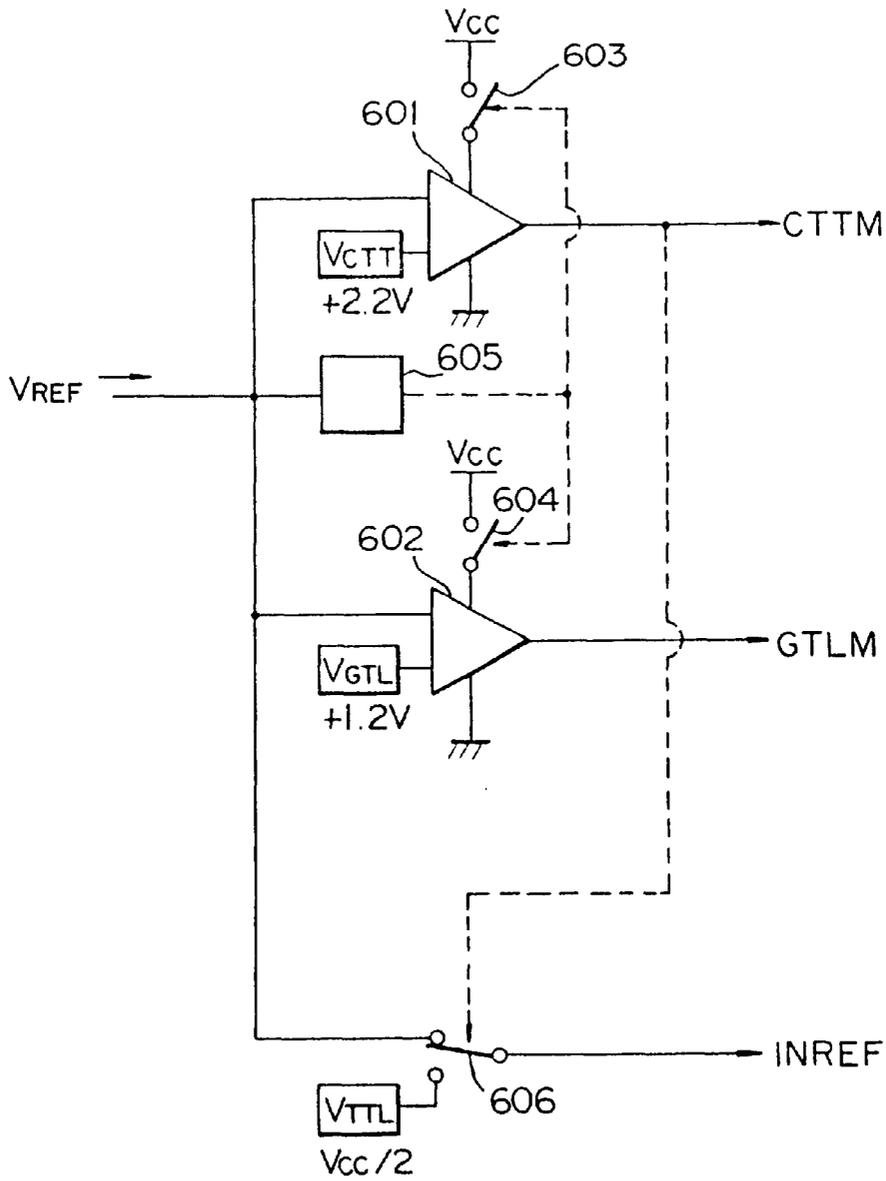 VCC
603
601
CTTM
VCTT
+2.2V
605
VREF
VCC
604
602
GTLM
VGTL
+1.2V
INREF
606
VTTL
VCC/2